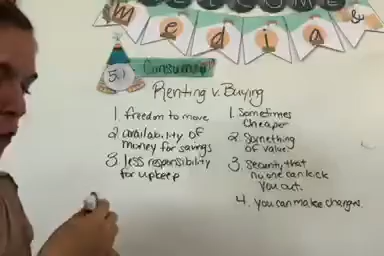 WELCOME
media &
5.) Consumer
Renting v. Buying
1. freedom to move
2. availability of
money for savings
3. less responsibility
for upkeep
1. Sometimes
cheaper
2. Something
of value
3. Security that
no one can kick
you out.
4. you can make changes.